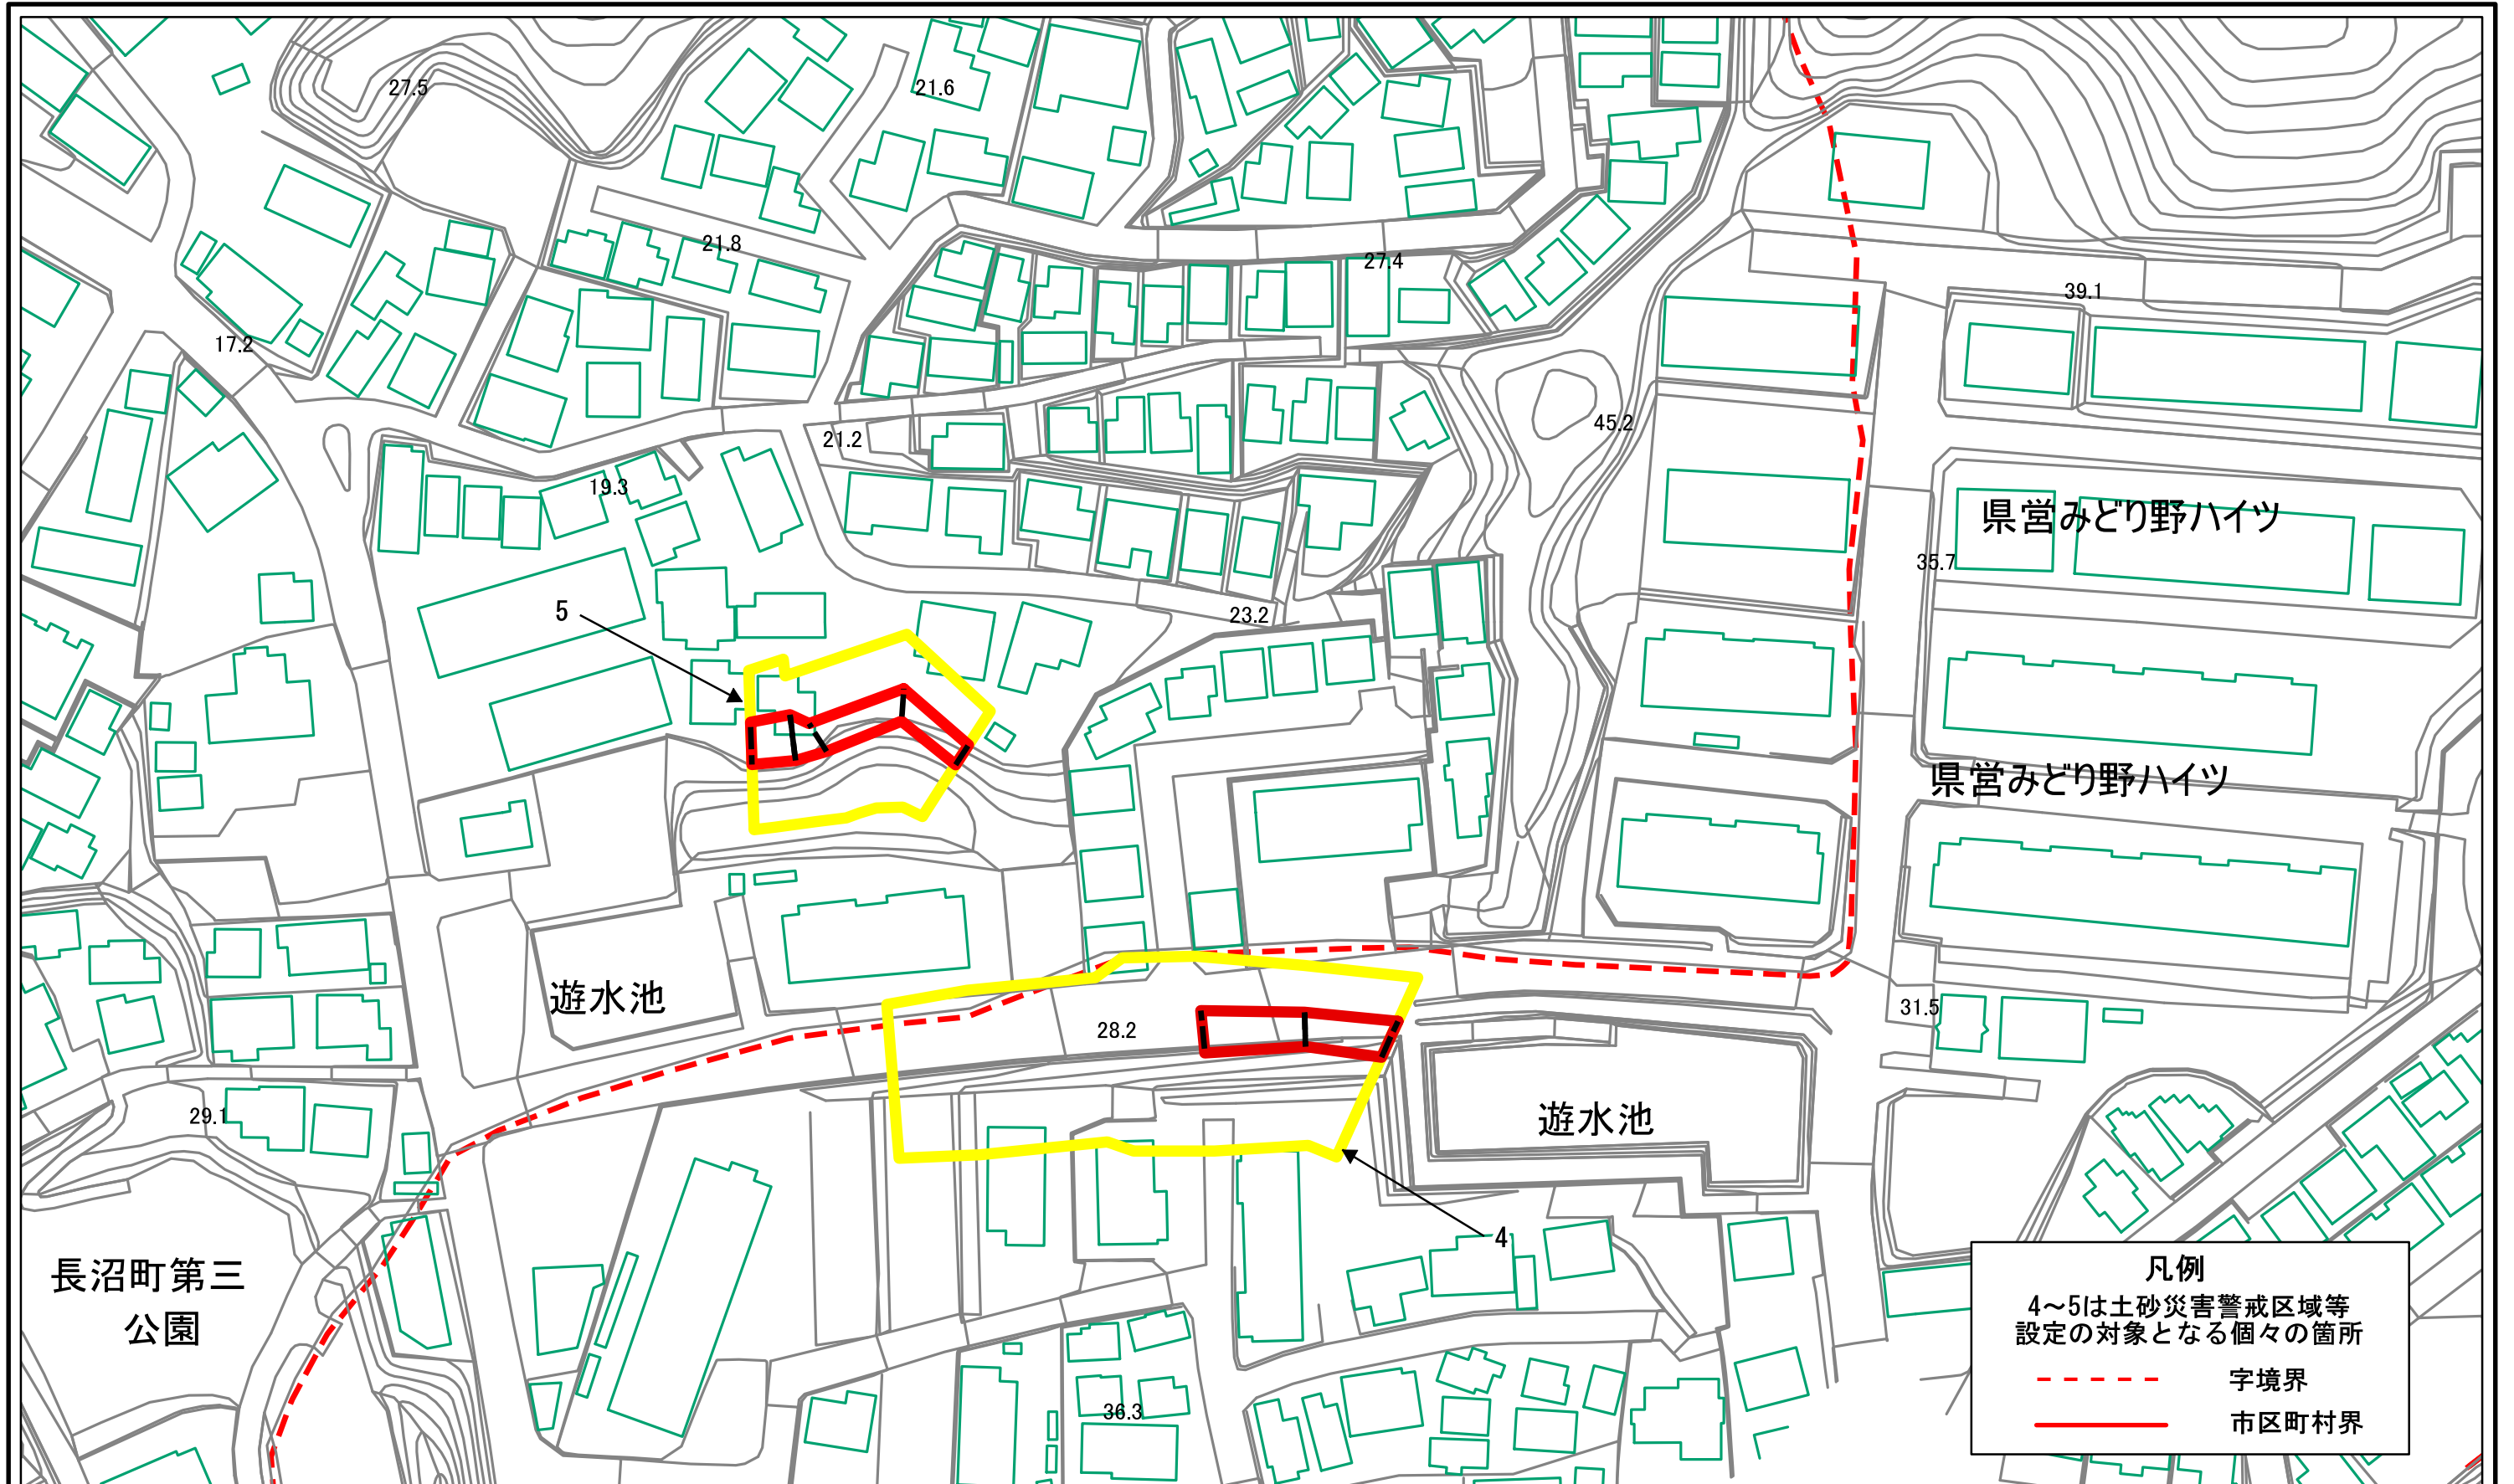 27.5
21.6
21.8
27.4
39.1
17.2
21.2
45.2
19.3
県営みどり野ハイツ
35.7
5
23.2
県営みどり野ハイツ
遊水池
31.5
28.2
29.1
遊水池
4
長沼町第三
公園
36.3
凡例
4～5は土砂災害警戒区域等
設定の対象となる個々の箇所
字境界
市区町村界